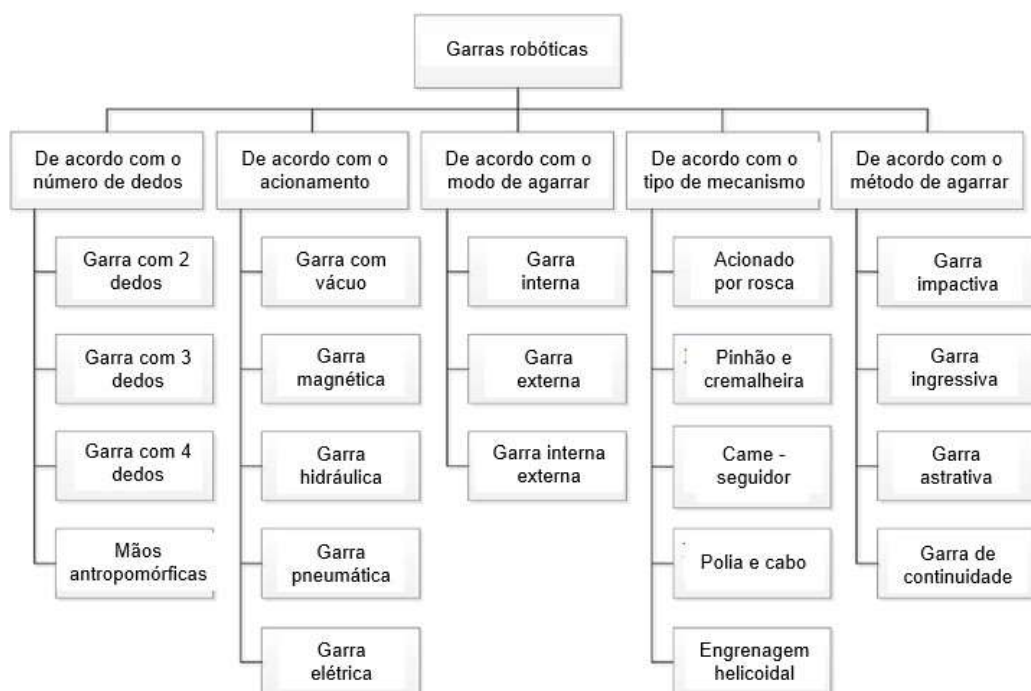 Garras robóticas
De acordo com o
número de dedos
De acordo com o
acionamento
De acordo com o
modo de agarrar
De acordo com o
tipo de mecanismo
De acordo com o
método de agarrar
Garra com 2
dedos
Garra com 3
dedos
Garra com 4
dedos
Mãos
antropomórficas
Garra com
vácuo
Garra
magnética
Garra
hidráulica
Garra
pneumática
Garra
elétrica
Garra
interna
Garra
externa
Garra interna
externa
Acionado
por rosca
Pinhão e
cremalheira
Came -
seguidor
Polia e cabo
Engrenagem
helicoidal
Garra
impactiva
Garra
ingressiva
Garra
astrativa
Garra de
continuidade